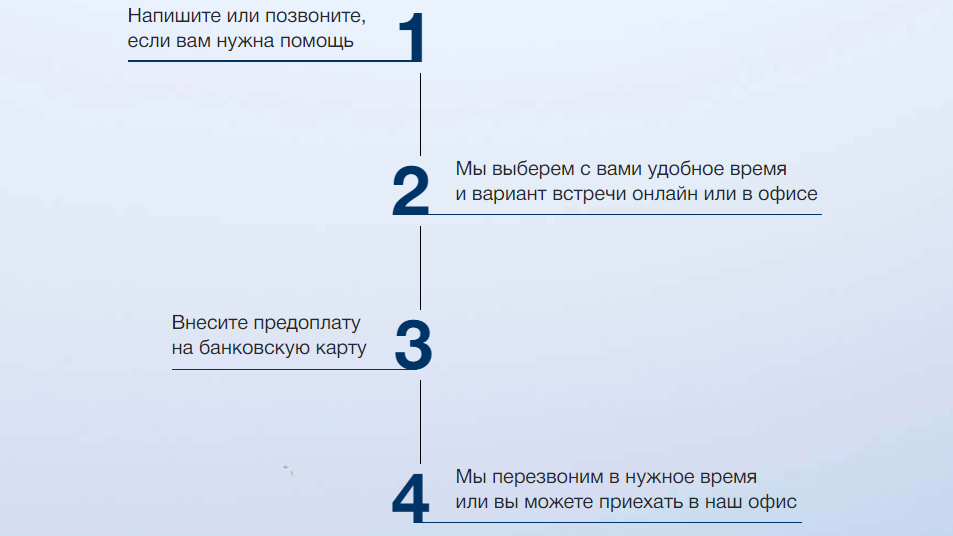 Напишите или позвоните,
если вам нужна помощь
1
2
Мы выберем с вами удобное время
и вариант встречи онлайн или в офисе
Внесите предоплату
на банковскую карту
3
4
Мы перезвоним в нужное время
или вы можете приехать в наш офис